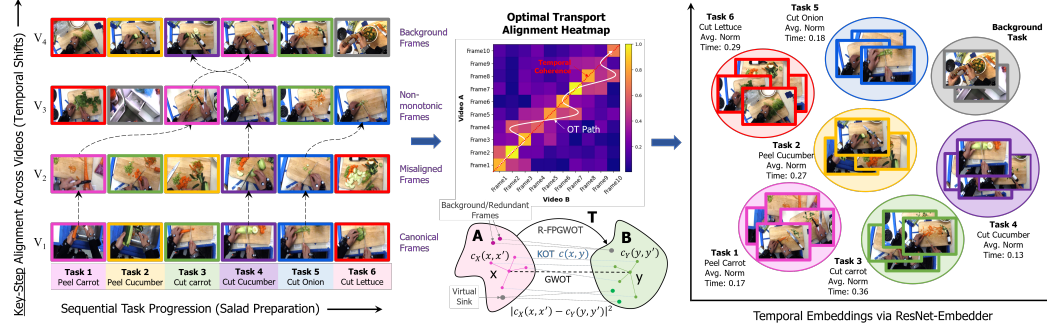 Key-Step Alignment Across Videos (Temporal Shifts)
V4
V3
V2
V1
Background
Frames
Non-
monotonic
Frames
Misaligned
Frames
Canonical
Frames
Task 1
Peel Carrot
Task 2
Peel Cucumber
Task 3
Cut carrot
Task 4
Cut Cucumber
Task 5
Cut Onion
Task 6
Cut Lettuce
Sequential Task Progression (Salad Preparation)
Optimal Transport
Alignment Heatmap
Video A
Frame10
Frame9
Frame8
Frame7
Frame6
Frame5
Frame4
Frame3
Frame2
Frame1
Temporal
Coherence
OT Path
1.0
0.8
0.6
0.4
0.2
Frame1
Frame2
Frame3
Frame4
Frame5
Frame6
Frame7
Frame8
Frame9
Frame10
Video B
Background/Redundant
Frames
T
A
R-FPGWOT
B
c_X(x, x′)
KOT c(x, y)
c_Y(y, y′)
x
GWOT
y
Virtual
Sink
|c_X(x, x′) − c_Y(y, y′)|²
Task 6
Cut Lettuce
Avg. Norm
Time: 0.29
Task 5
Cut Onion
Avg. Norm
Time: 0.18
Background
Task
Task 2
Peel Cucumber
Avg. Norm
Time: 0.27
Task 1
Peel Carrot
Avg. Norm
Time: 0.17
Task 3
Cut carrot
Avg. Norm
Time: 0.36
Task 4
Cut Cucumber
Avg. Norm
Time: 0.13
Temporal Embeddings via ResNet-Embedder